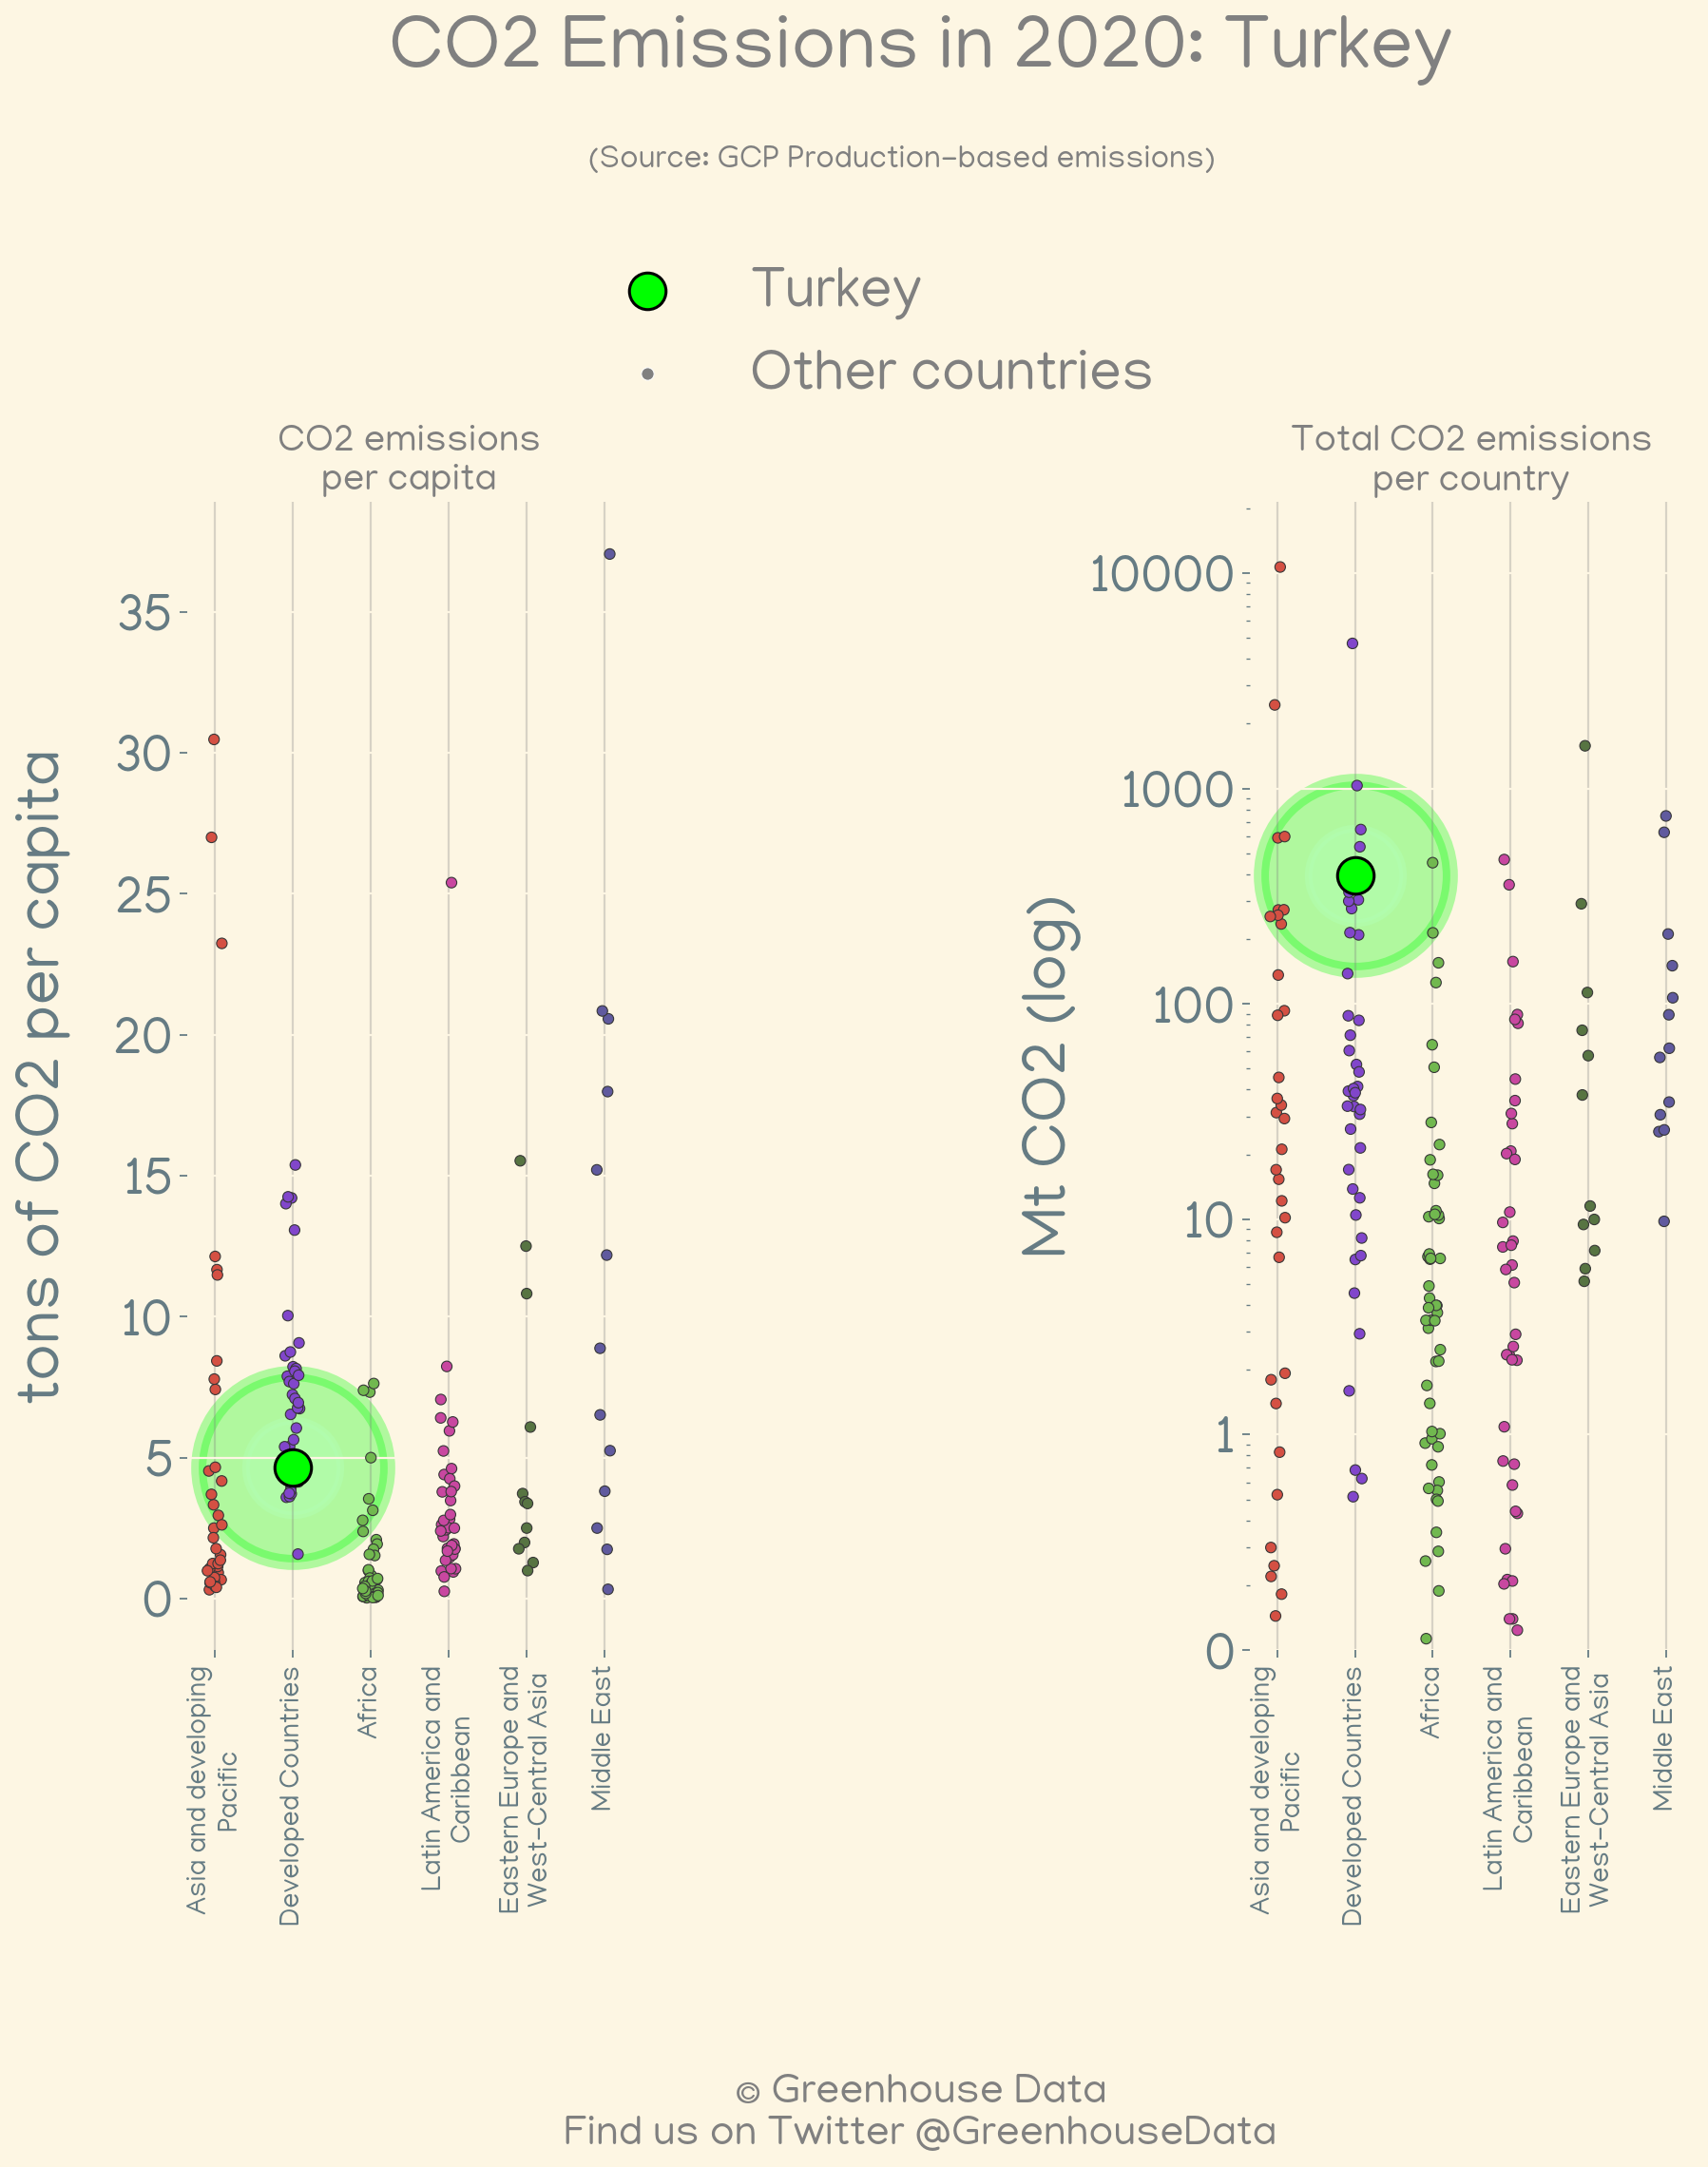 CO2 Emissions in 2020: Turkey
(Source: GCP Production-based emissions)
Turkey
Other countries
CO2 emissions
per capita
tons of CO2 per capita
35
30
25
20
15
10
5
0
Asia and developing
Pacific
Developed Countries
Africa
Latin America and
Caribbean
Eastern Europe and
West-Central Asia
Middle East
Total CO2 emissions
per country
Mt CO2 (log)
10000
1000
100
10
1
0
Asia and developing
Pacific
Developed Countries
Africa
Latin America and
Caribbean
Eastern Europe and
West-Central Asia
Middle East
© Greenhouse Data
Find us on Twitter @GreenhouseData